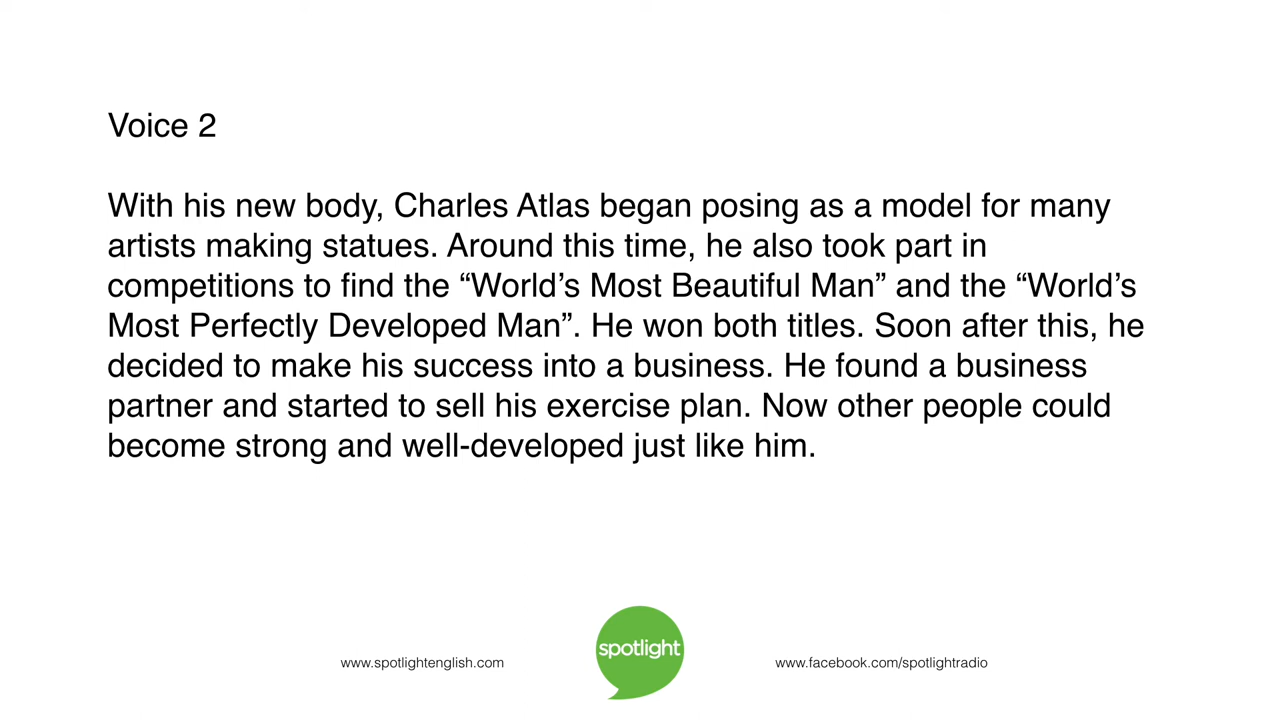 Voice 2
With his new body, Charles Atlas began posing as a model for many
artists making statues. Around this time, he also took part in
competitions to find the “World’s Most Beautiful Man” and the “World’s
Most Perfectly Developed Man”. He won both titles. Soon after this, he
decided to make his success into a business. He found a business
partner and started to sell his exercise plan. Now other people could
become strong and well-developed just like him.
www.spotlightenglish.com
spotlight
www.facebook.com/spotlightradio